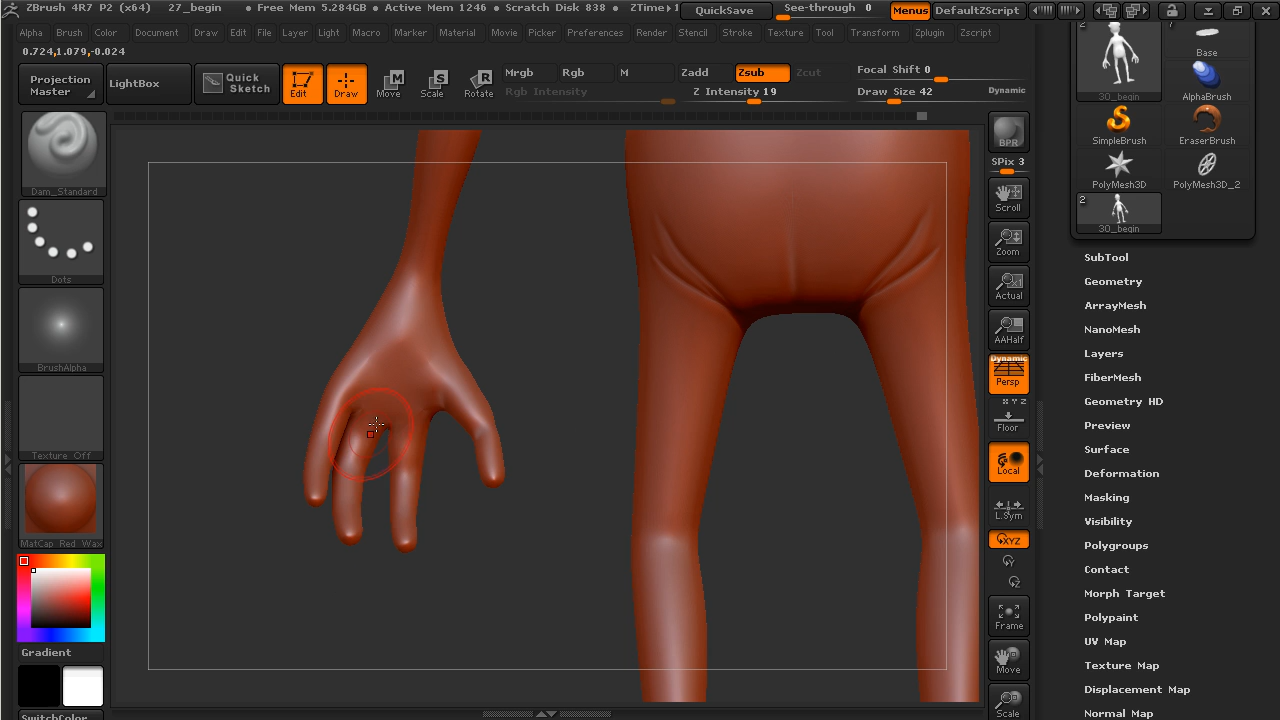 ZBrush 4R7 P2 (x64) 27_begin • Free Mem 5.284GB • Active Mem 1246 • Scratch Disk 838 • ZTime
QuickSave
See-through 0
Menus
DefaultZScript
Alpha Brush Color Document Draw Edit File Layer Light Macro Marker Material Movie Picker Preferences Render Stencil Stroke Texture Tool Transform Zplugin Zscript
0.724,1.079,-0.024
Projection Master
LightBox
Quick Sketch
Edit
Draw
Move
Scale
Rotate
Mrgb Rgb M
Rgb Intensity
Zadd Zsub Zcut
Z Intensity 19
Focal Shift 0
Draw Size 42
Dynamic
Dam_Standard
Dots
BrushAlpha
Texture Off
MatCap Red Wax
Gradient
SwitchColor
BPR
SPix 3
Scroll
Zoom
Actual
AAHalf
Dynamic
Persp
X Y Z
Floor
Local
L.Sym
XYZ
Y
Z
Frame
Move
Scale
2
3D_begin
Base
AlphaBrush
SimpleBrush
EraserBrush
PolyMesh3D
PolyMesh3D_2
2
3D_begin
SubTool
Geometry
ArrayMesh
NanoMesh
Layers
FiberMesh
Geometry HD
Preview
Surface
Deformation
Masking
Visibility
Polygroups
Contact
Morph Target
Polypaint
UV Map
Texture Map
Displacement Map
Normal Map